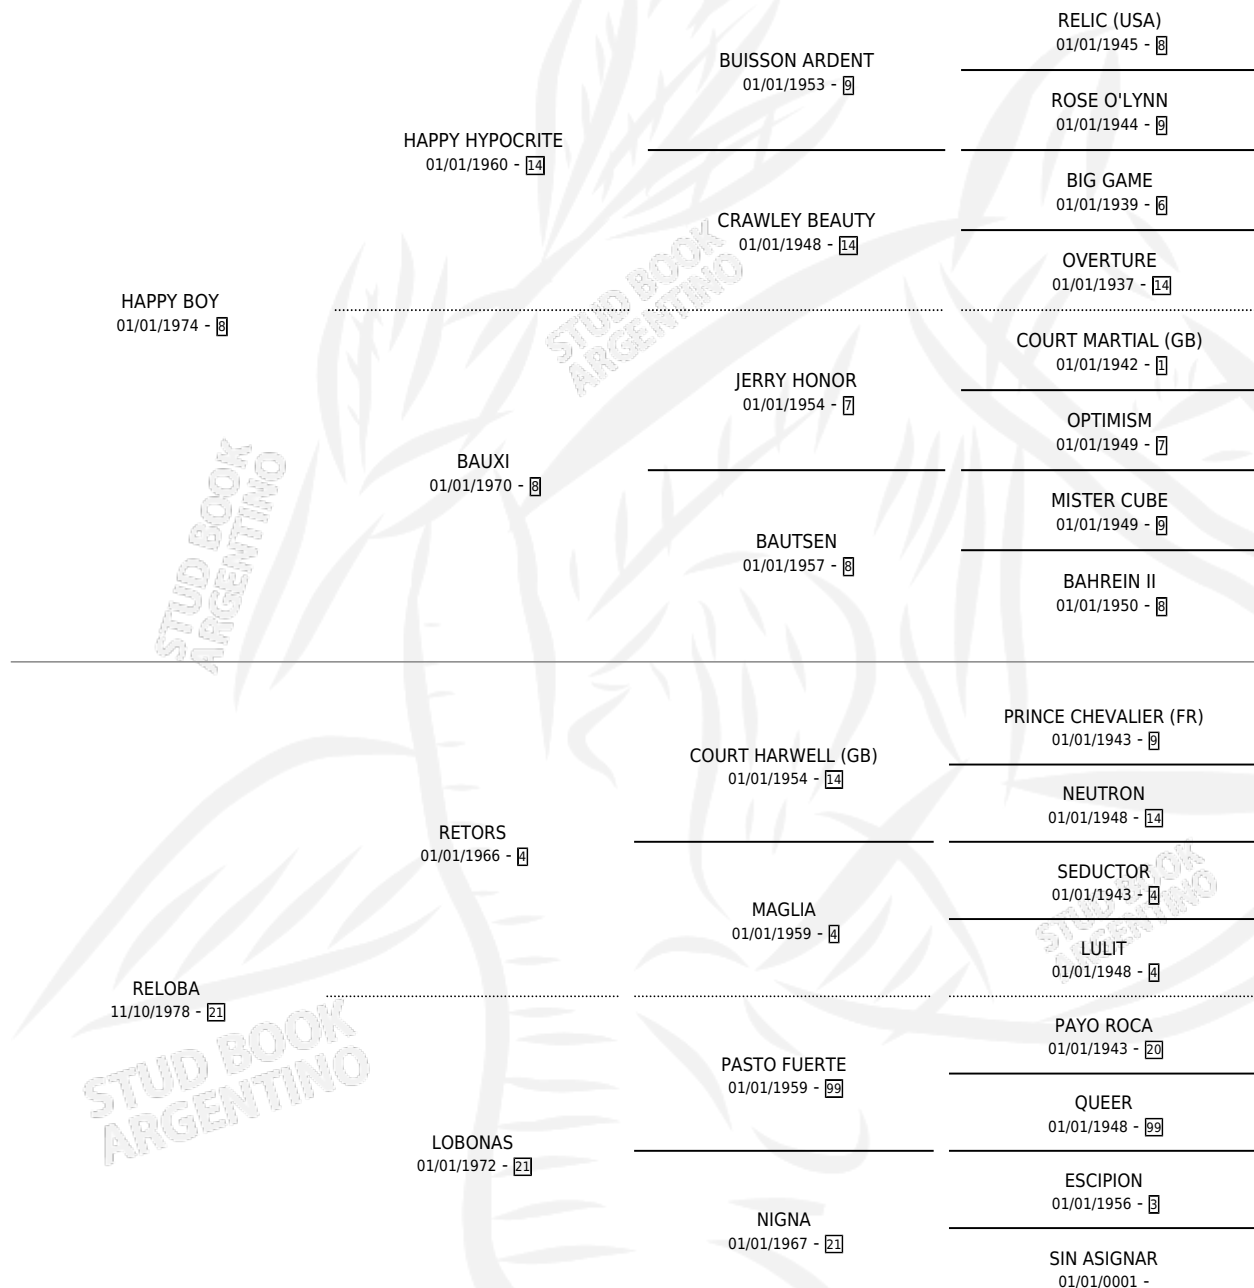 RELIC (USA)
01/01/1945 - 8
BUISSON ARDENT
01/01/1953 - 9
ROSE O'LYNN
01/01/1944 - 9
HAPPY HYPOCRITE
01/01/1960 - 14
BIG GAME
01/01/1939 - 6
CRAWLEY BEAUTY
01/01/1948 - 14
OVERTURE
01/01/1937 - 14
HAPPY BOY
01/01/1974 - 8
COURT MARTIAL (GB)
01/01/1942 - 1
JERRY HONOR
01/01/1954 - 7
OPTIMISM
01/01/1949 - 7
BAUXI
01/01/1970 - 8
MISTER CUBE
01/01/1949 - 9
BAUTSEN
01/01/1957 - 8
BAHREIN II
01/01/1950 - 8
STUD BOOK
ARGENTINO
STUD BOOK
ARGENTINO
PRINCE CHEVALIER (FR)
01/01/1943 - 9
COURT HARWELL (GB)
01/01/1954 - 14
NEUTRON
01/01/1948 - 14
RETORS
01/01/1966 - 4
SEDUCTOR
01/01/1943 - 4
MAGLIA
01/01/1959 - 4
LULIT
01/01/1948 - 4
RELOBA
11/10/1978 - 21
PAYO ROCA
01/01/1943 - 20
PASTO FUERTE
01/01/1959 - 99
QUEER
01/01/1948 - 99
LOBONAS
01/01/1972 - 21
ESCIPION
01/01/1956 - 3
NIGNA
01/01/1967 - 21
SIN ASIGNAR
01/01/0001 -
STUD BOOK
ARGENTINO
STUD BOOK
ARGENTINO